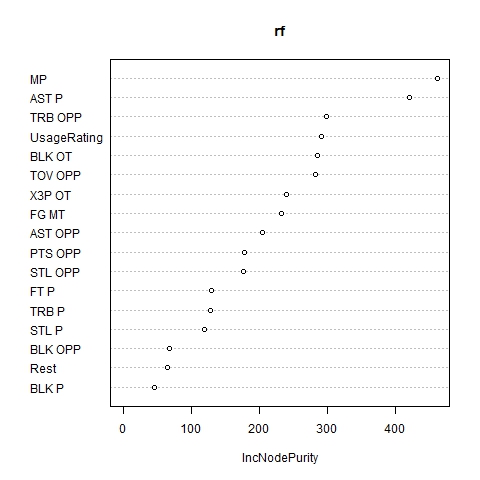 rf
MP
AST P
TRB OPP
UsageRating
BLK OT
TOV OPP
X3P OT
FG MT
AST OPP
PTS OPP
STL OPP
FT P
TRB P
STL P
BLK OPP
Rest
BLK P
0 100 200 300 400
IncNodePurity